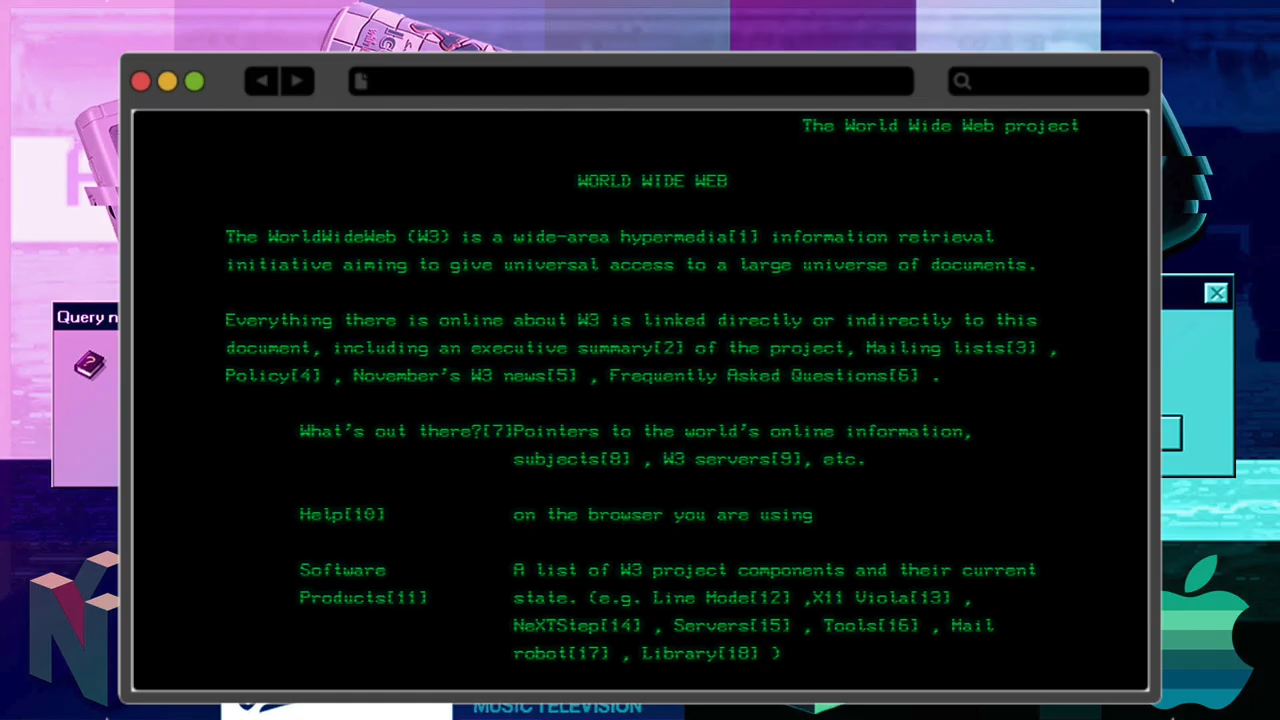 The World Wide Web project
WORLD WIDE WEB
The WorldWideWeb (W3) is a wide-area hypermedia[1] information retrieval
initiative aiming to give universal access to a large universe of documents.
Everything there is online about W3 is linked directly or indirectly to this
document, including an executive summary[2] of the project, Mailing lists[3] ,
Policy[4] , November's W3 news[5] , Frequently Asked Questions[6] .
What's out there?[7]Pointers to the world's online information,
subjects[8] , W3 servers[9], etc.
Help[10] on the browser you are using
Software A list of W3 project components and their current
Products[11] state. (e.g. Line Mode[12] ,X11 Viola[13] ,
NeXTStep[14] , Servers[15] , Tools[16] , Mail
robot[17] , Library[18] )
Query n
MUSIC TELEVISION